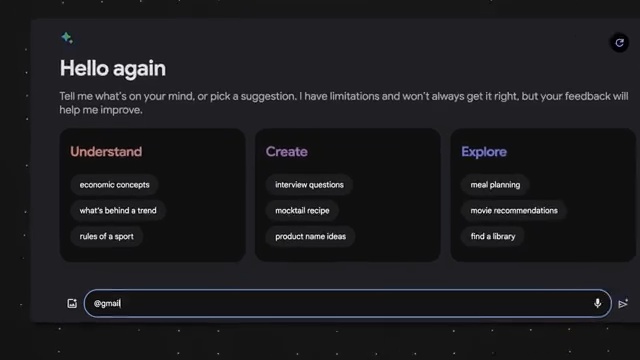 Hello again
Tell me what's on your mind, or pick a suggestion. I have limitations and won't always get it right, but your feedback will
help me improve.
Understand
economic concepts
what's behind a trend
rules of a sport
Create
interview questions
mocktail recipe
product name ideas
Explore
meal planning
movie recommendations
find a library
@gmail